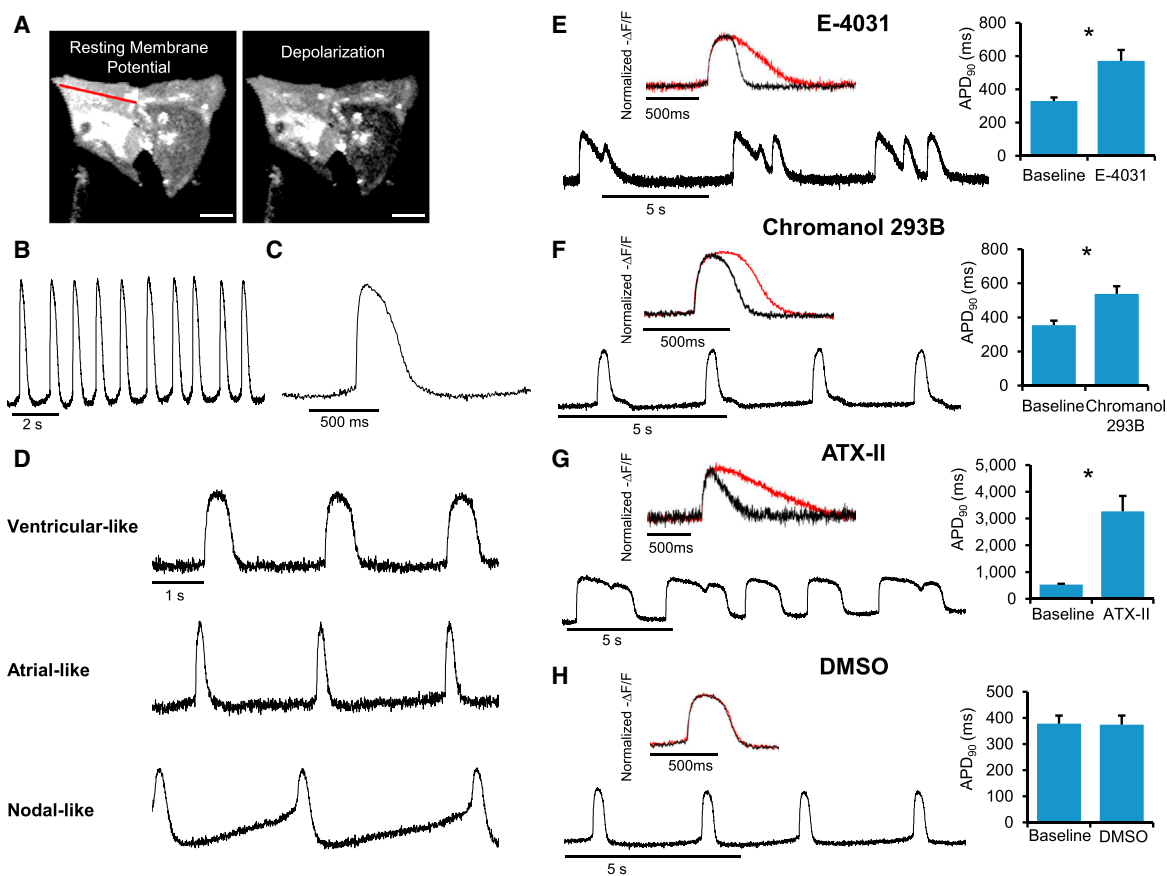 A
Resting Membrane
Potential
Depolarization
B
2 s
C
500 ms
D
Ventricular-like
1 s
Atrial-like
Nodal-like
E
E-4031
Normalized -ΔF/F
500ms
5 s
APD90 (ms)
800
600
400
200
0
*
Baseline E-4031
Chromanol 293B
F
Normalized -ΔF/F
500ms
5 s
APD90 (ms)
800
600
400
200
0
*
Baseline Chromanol
293B
ATX-II
G
Normalized -ΔF/F
500ms
5 s
APD90 (ms)
5,000
4,000
3,000
2,000
1,000
0
*
Baseline ATX-II
DMSO
H
Normalized -ΔF/F
500ms
5 s
APD90 (ms)
500
400
300
200
100
0
Baseline DMSO